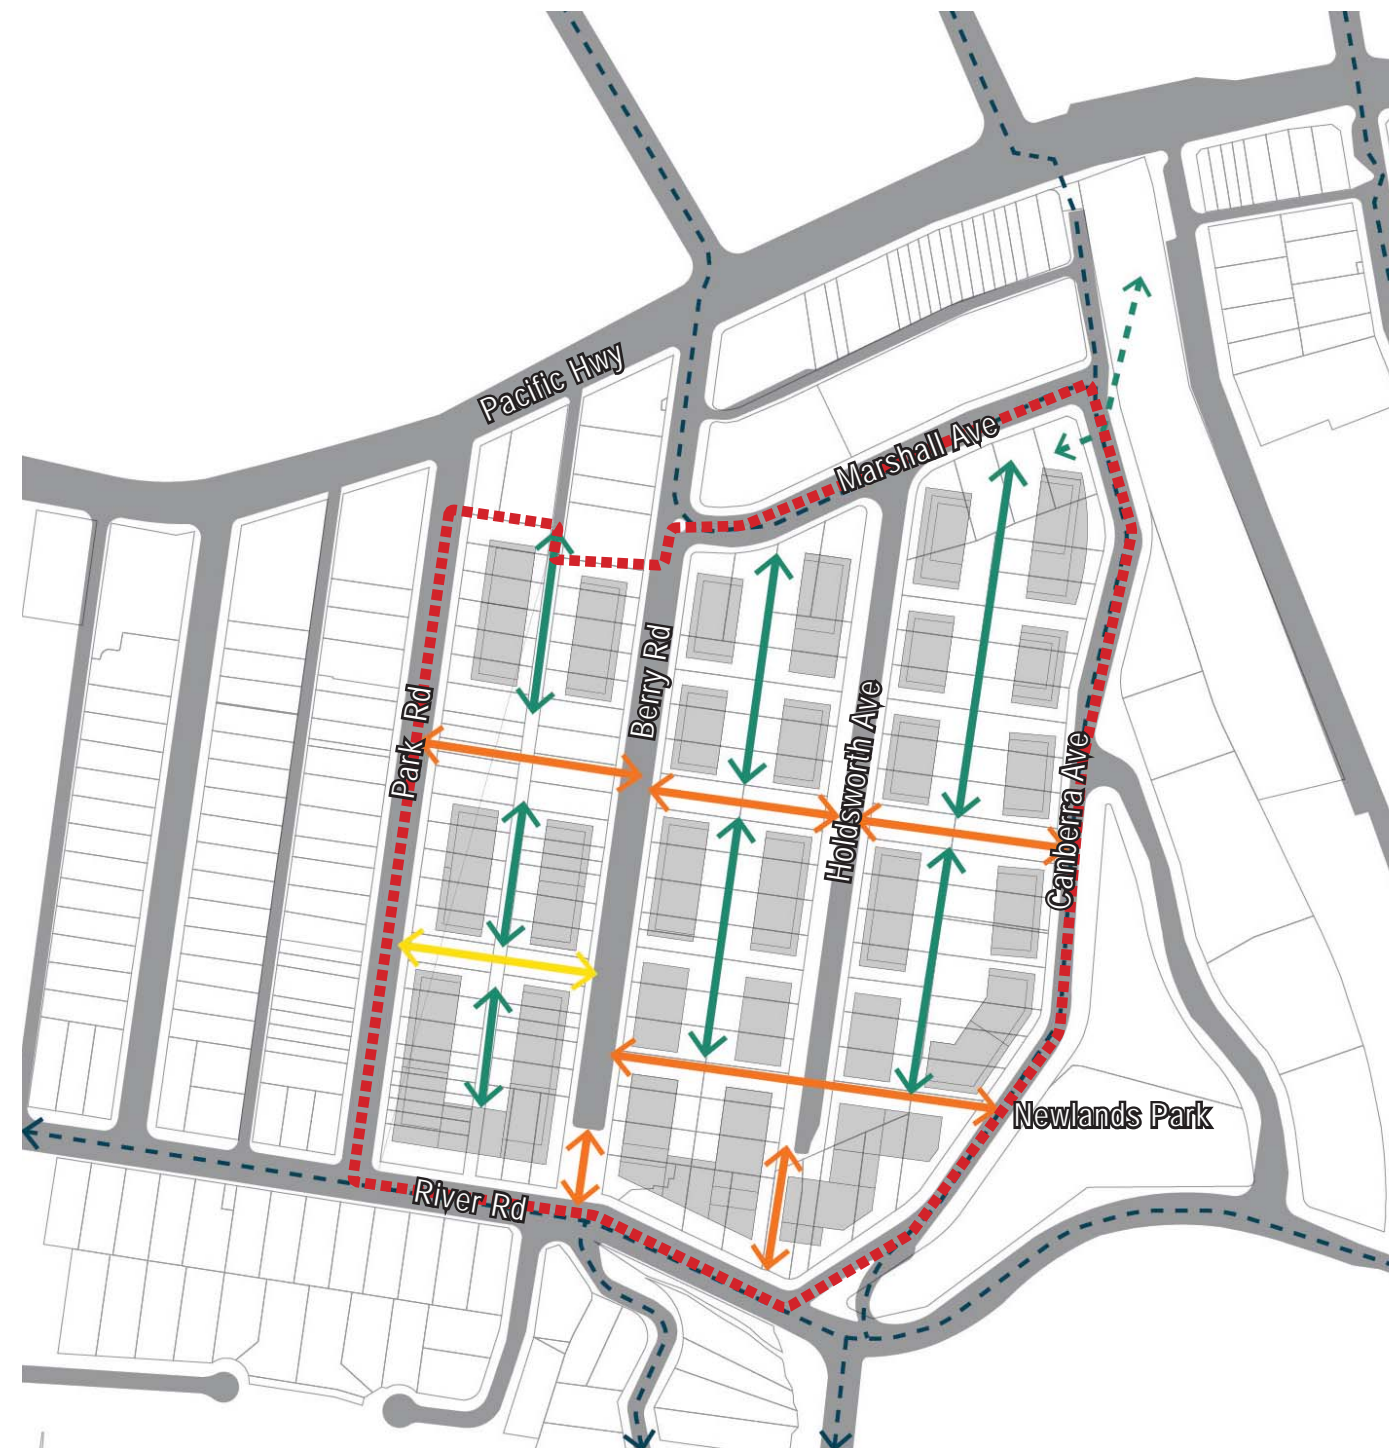 Pacific Hwy
Marshall Ave
Berry Rd
Park Rd
Holdsworth Ave
Canberra Ave
Newlands Park
River Rd